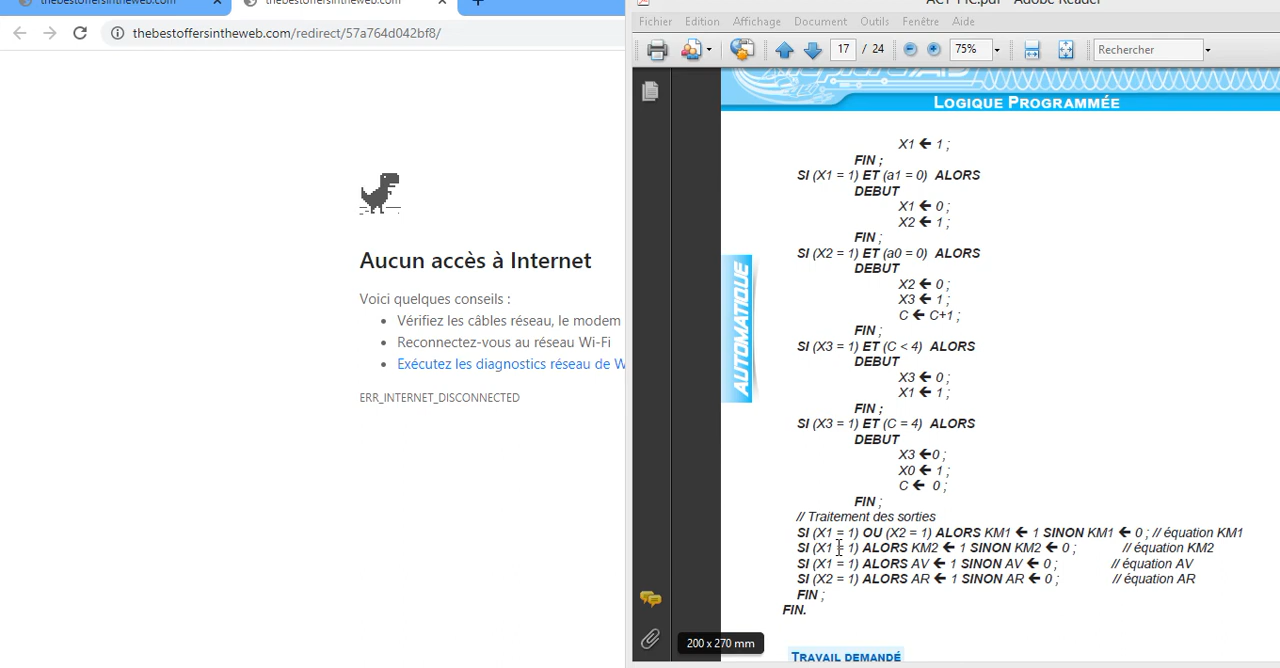 thebestoffersintheweb.com
thebestoffersintheweb.com
thebestoffersintheweb.com/redirect/57a764d042bf8/
Aucun accès à Internet
Voici quelques conseils :
Vérifiez les câbles réseau, le modem
Reconnectez-vous au réseau Wi-Fi
Exécutez les diagnostics réseau de W
ERR_INTERNET_DISCONNECTED
ACT PIC.pdf - Adobe Reader
Fichier Edition Affichage Document Outils Fenêtre Aide
17 / 24 75% Rechercher
LOGIQUE PROGRAMMÉE
AUTOMATIQUE
X1 🡸 1 ;
FIN ;
SI (X1 = 1) ET (a1 = 0) ALORS
DEBUT
X1 🡸 0 ;
X2 🡸 1 ;
FIN ;
SI (X2 = 1) ET (a0 = 0) ALORS
DEBUT
X2 🡸 0 ;
X3 🡸 1 ;
C 🡸 C+1 ;
FIN ;
SI (X3 = 1) ET (C < 4) ALORS
DEBUT
X3 🡸 0 ;
X1 🡸 1 ;
FIN ;
SI (X3 = 1) ET (C = 4) ALORS
DEBUT
X3 🡸0 ;
X0 🡸 1 ;
C 🡸 0 ;
FIN ;
// Traitement des sorties
SI (X1 = 1) OU (X2 = 1) ALORS KM1 🡸 1 SINON KM1 🡸 0 ; // équation KM1
SI (X1 = 1) ALORS KM2 🡸 1 SINON KM2 🡸 0 ; // équation KM2
SI (X1 = 1) ALORS AV 🡸 1 SINON AV 🡸 0 ; // équation AV
SI (X2 = 1) ALORS AR 🡸 1 SINON AR 🡸 0 ; // équation AR
FIN ;
FIN.
200 x 270 mm
TRAVAIL DEMANDÉ